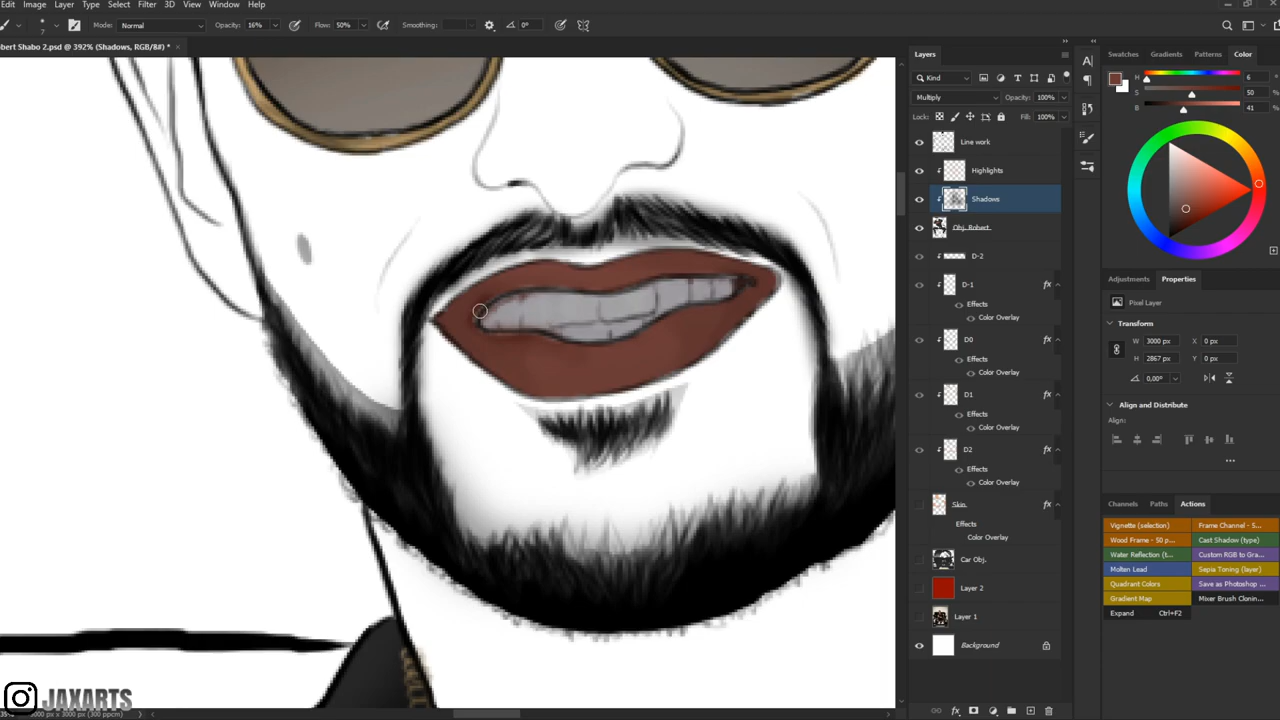 Edit Image Layer Type Select Filter 3D View Window Help
Mode: Normal Opacity: 16% Flow: 50% Smoothing: 0°
7
bert Shabo 2.psd @ 392% (Shadows, RGB/8#) * ×
Layers
Kind
Multiply Opacity: 100%
Lock: Fill: 100%
Line work
Highlights
Shadows
Obj. Robert
D-2
D-1 fx
Effects
Color Overlay
D0 fx
Effects
Color Overlay
D1 fx
Effects
Color Overlay
D2 fx
Effects
Color Overlay
Skin. fx
Effects
Color Overlay
Car Obj.
Layer 2
Layer 1
Background
fx
Swatches Gradients Patterns Color
H 6 °
S 50 %
B 41 %
Adjustments Properties
Pixel Layer
Transform
W 3000 px X 0 px
H 2867 px Y 0 px
0,00°
Align and Distribute
Align:
Channels Paths Actions
Vignette (selection) Frame Channel - S...
Wood Frame - 50 p... Cast Shadow (type)
Water Reflection (t... Custom RGB to Gra...
Molten Lead Sepia Toning (layer)
Quadrant Colors Save as Photoshop ...
Gradient Map Mixer Brush Clonin...
Expand Ctrl+F2
JAXARTS
3000 px (300 ppcm)